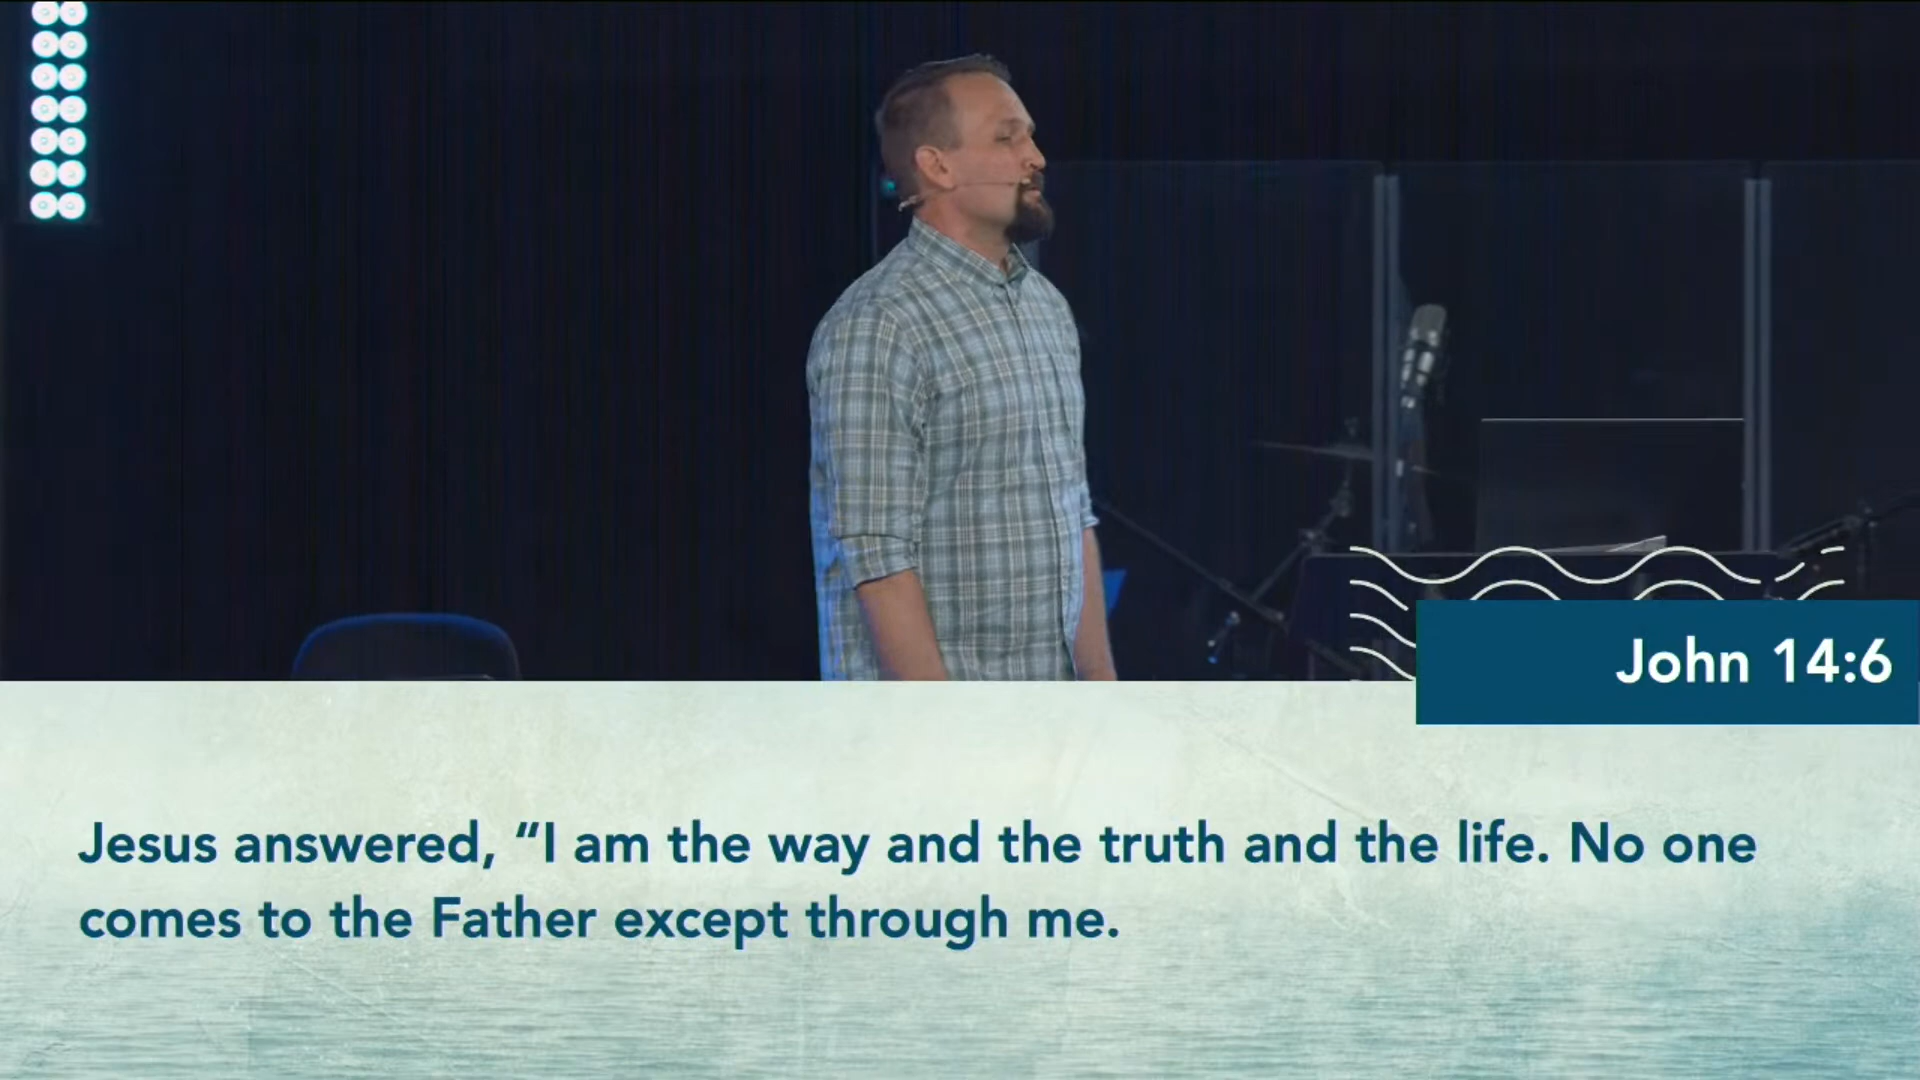 John 14:6
Jesus answered, “I am the way and the truth and the life. No one
comes to the Father except through me.